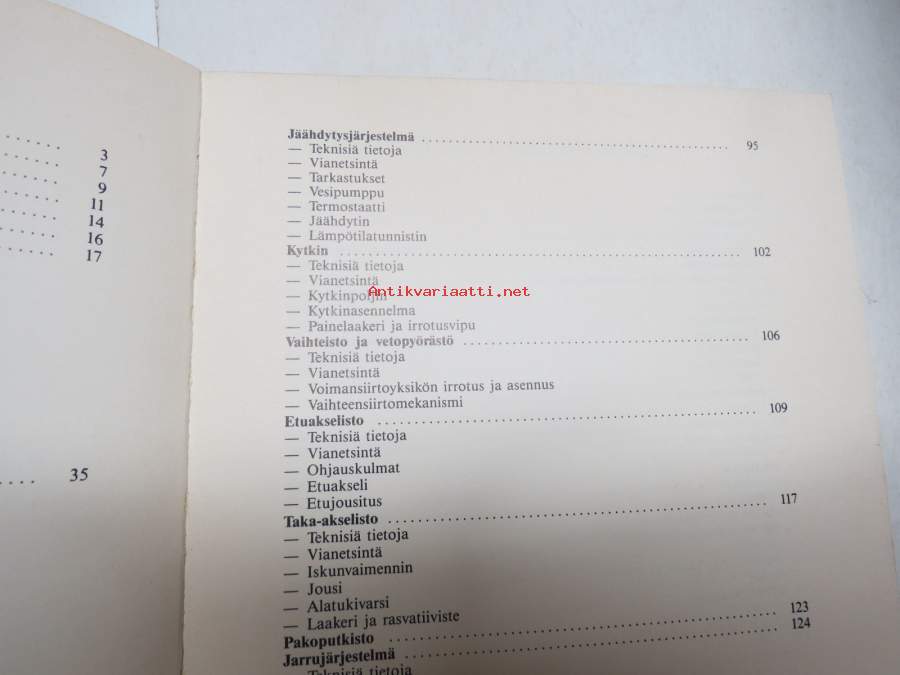 3
7
9
11
14
16
17
35
Jäähdytysjärjestelmä 95
— Teknisiä tietoja
— Vianetsintä
— Tarkastukset
— Vesipumppu
— Termostaatti
— Jäähdytin
— Lämpötilatunnistin
Kytkin 102
— Teknisiä tietoja
— Vianetsintä
Antikvariaatti.net
— Kytkinpoljin
— Kytkinasennelma
— Painelaakeri ja irrotusvipu
Vaihteisto ja vetopyörästö 106
— Teknisiä tietoja
— Vianetsintä
— Voimansiirtoyksikön irrotus ja asennus
— Vaihteensiirtomekanismi
Etuakselisto 109
— Teknisiä tietoja
— Vianetsintä
— Ohjauskulmat
— Etuakseli
— Etujousitus
Taka-akselisto 117
— Teknisiä tietoja
— Vianetsintä
— Iskunvaimennin
— Jousi
— Alatukivarsi
— Laakeri ja rasvatiiviste
Pakoputkisto 123
Jarrujärjestelmä 124
— Teknisiä tietoja